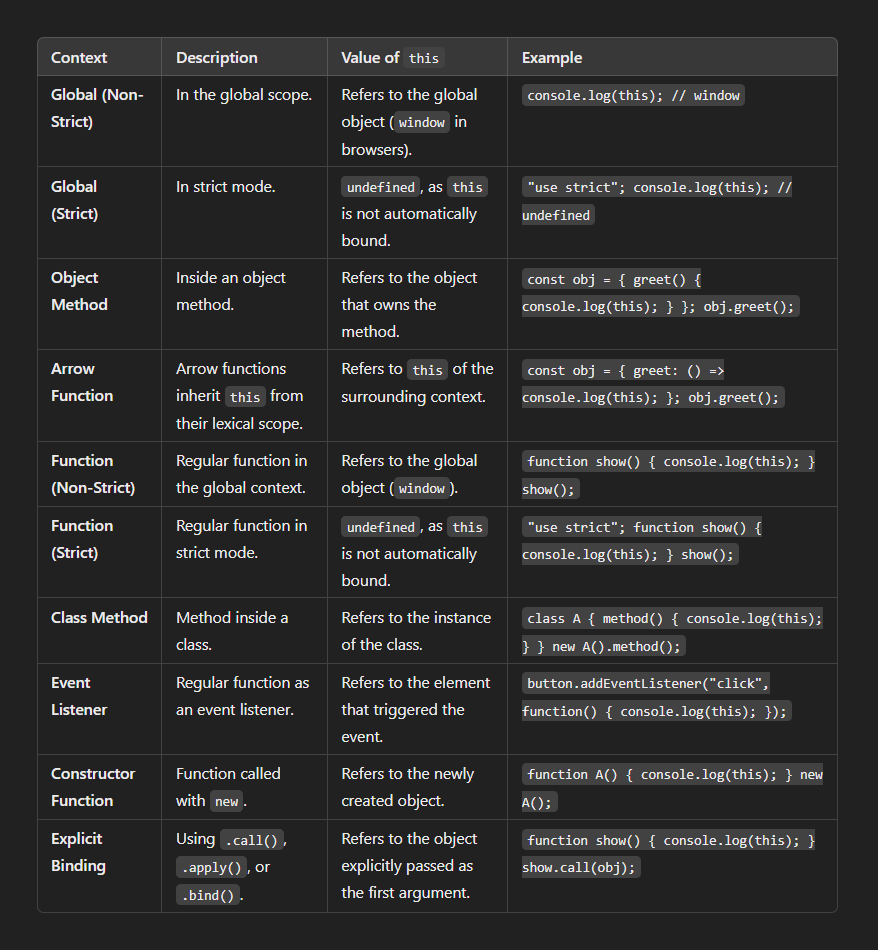 Context Description Value of this Example
Global (Non- In the global scope. Refers to the global console.log(this); // window
Strict) object (window in
browsers).
Global In strict mode. undefined, as this "use strict"; console.log(this); //
(Strict) is not automatically undefined
bound.
Object Inside an object Refers to the object const obj = { greet() {
Method method. that owns the console.log(this); } }; obj.greet();
method.
Arrow Arrow functions Refers to this of the const obj = { greet: () =>
Function inherit this from surrounding context. console.log(this); }; obj.greet();
their lexical scope.
Function Regular function in Refers to the global function show() { console.log(this); }
(Non-Strict) the global context. object (window). show();
Function Regular function in undefined, as this "use strict"; function show() {
(Strict) strict mode. is not automatically console.log(this); } show();
bound.
Class Method Method inside a Refers to the instance class A { method() { console.log(this);
class. of the class. } } new A().method();
Event Regular function as Refers to the element button.addEventListener("click",
Listener an event listener. that triggered the function() { console.log(this); });
event.
Constructor Function called Refers to the newly function A() { console.log(this); } new
Function with new. created object. A();
Explicit Using .call(), Refers to the object function show() { console.log(this); }
Binding .apply(), or explicitly passed as show.call(obj);
.bind(). the first argument.